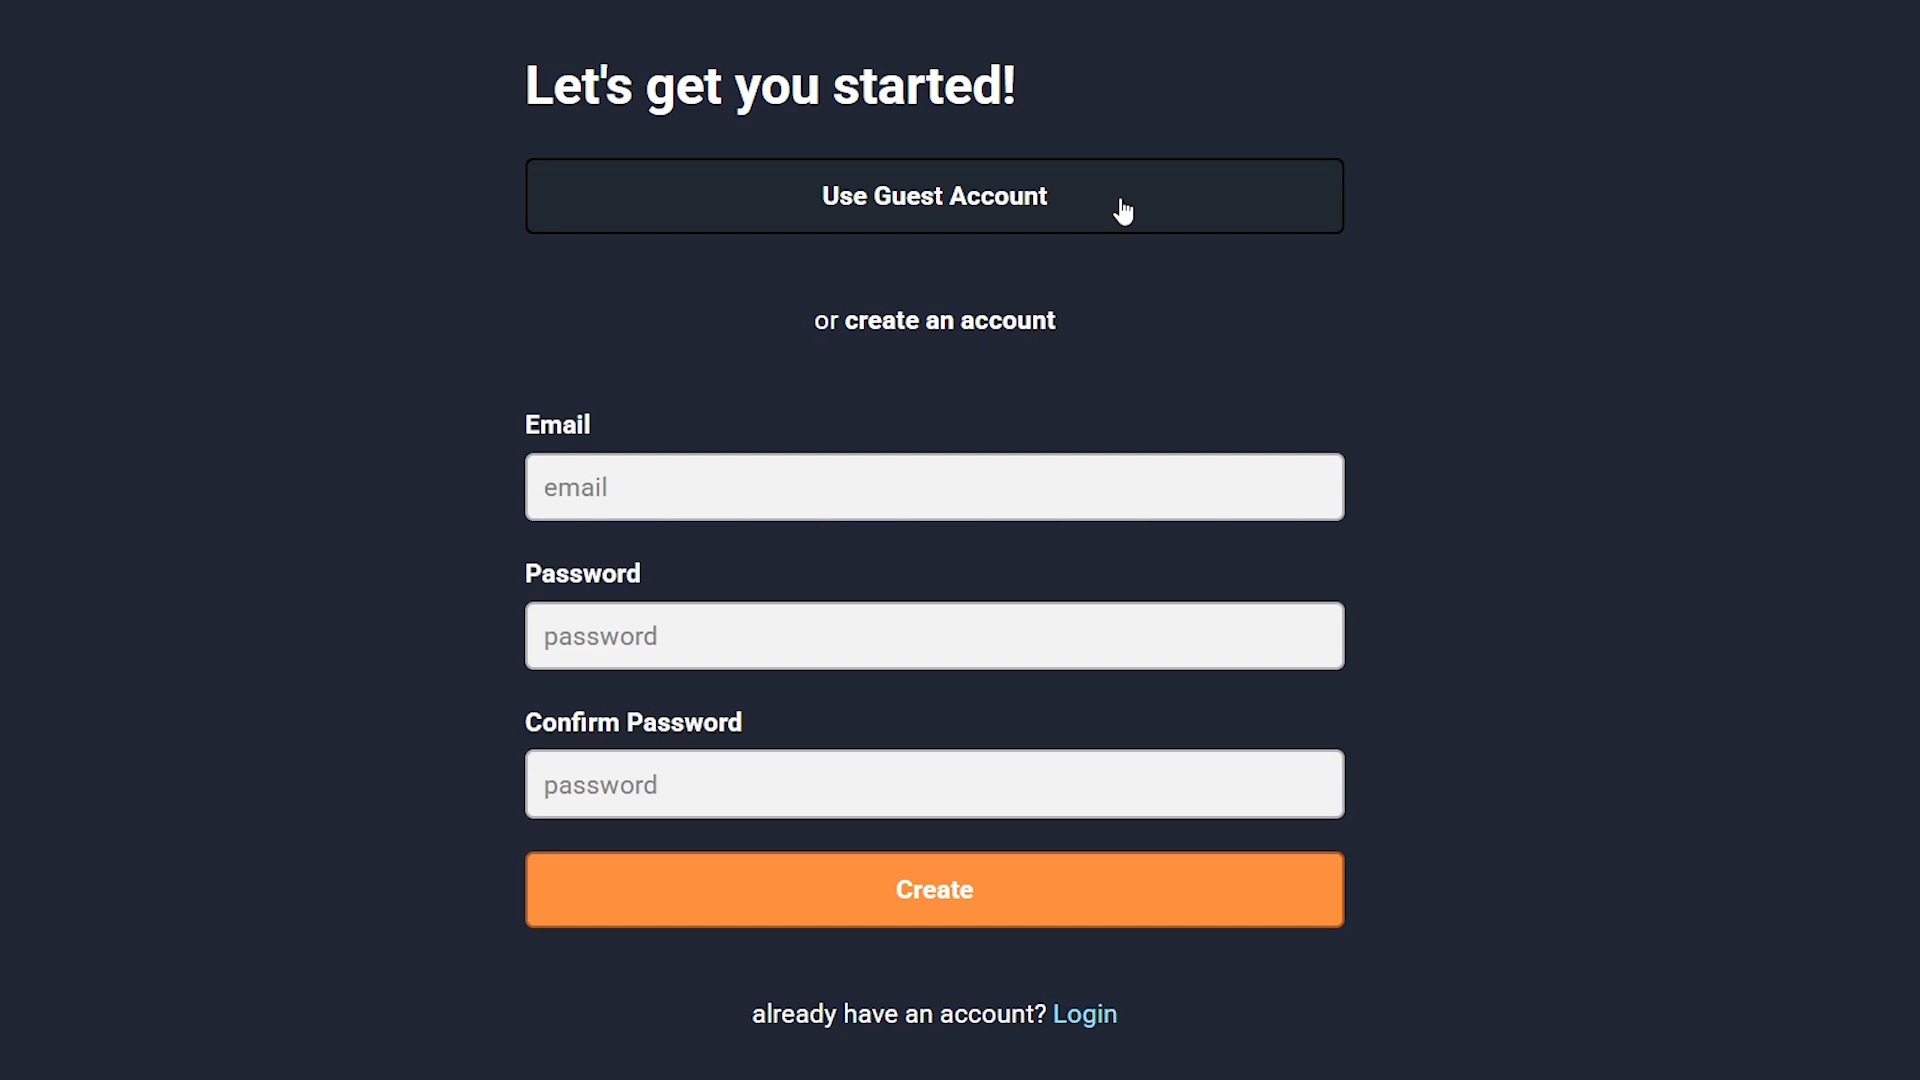 Let's get you started!
Use Guest Account
or create an account
Email
email
Password
password
Confirm Password
password
Create
already have an account? Login